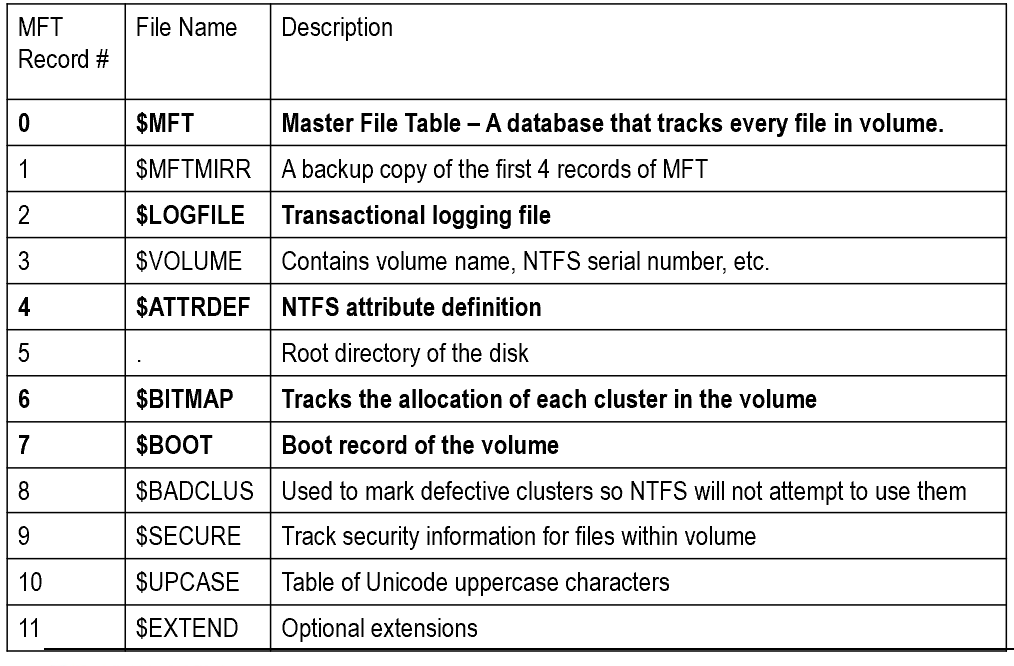 MFT Record # File Name Description
0 $MFT Master File Table – A database that tracks every file in volume.
1 $MFTMIRR A backup copy of the first 4 records of MFT
2 $LOGFILE Transactional logging file
3 $VOLUME Contains volume name, NTFS serial number, etc.
4 $ATTRDEF NTFS attribute definition
5 . Root directory of the disk
6 $BITMAP Tracks the allocation of each cluster in the volume
7 $BOOT Boot record of the volume
8 $BADCLUS Used to mark defective clusters so NTFS will not attempt to use them
9 $SECURE Track security information for files within volume
10 $UPCASE Table of Unicode uppercase characters
11 $EXTEND Optional extensions